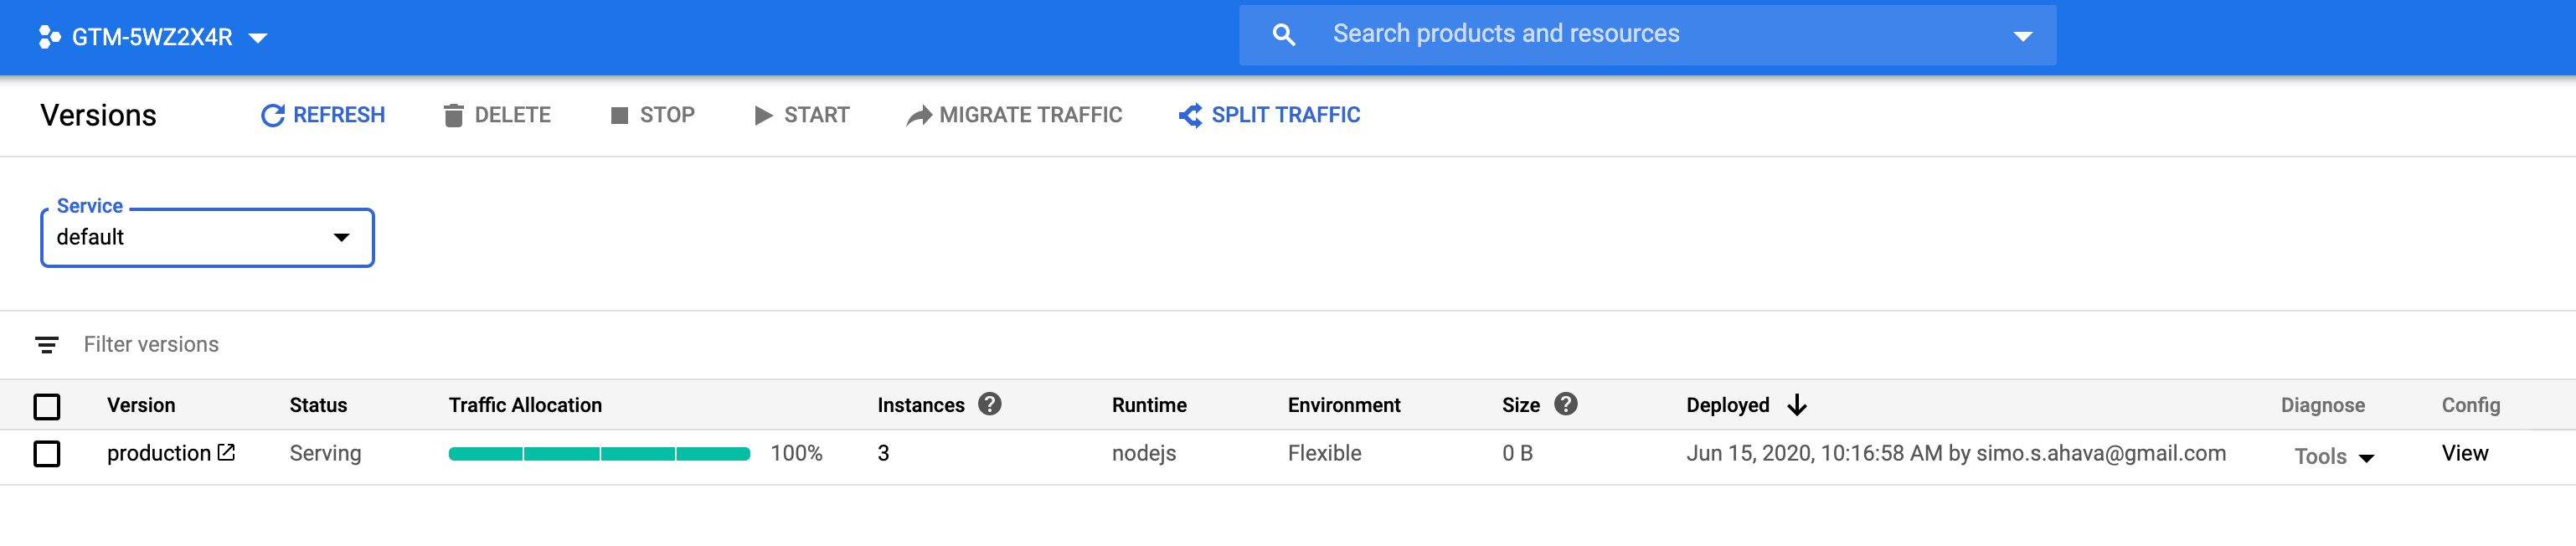 GTM-5WZ2X4R Search products and resources
Versions REFRESH DELETE STOP START MIGRATE TRAFFIC SPLIT TRAFFIC
Service
default
Filter versions
Version Status Traffic Allocation Instances ? Runtime Environment Size ? Deployed Diagnose Config
production Serving 100% 3 nodejs Flexible 0 B Jun 15, 2020, 10:16:58 AM by simo.s.ahava@gmail.com Tools View